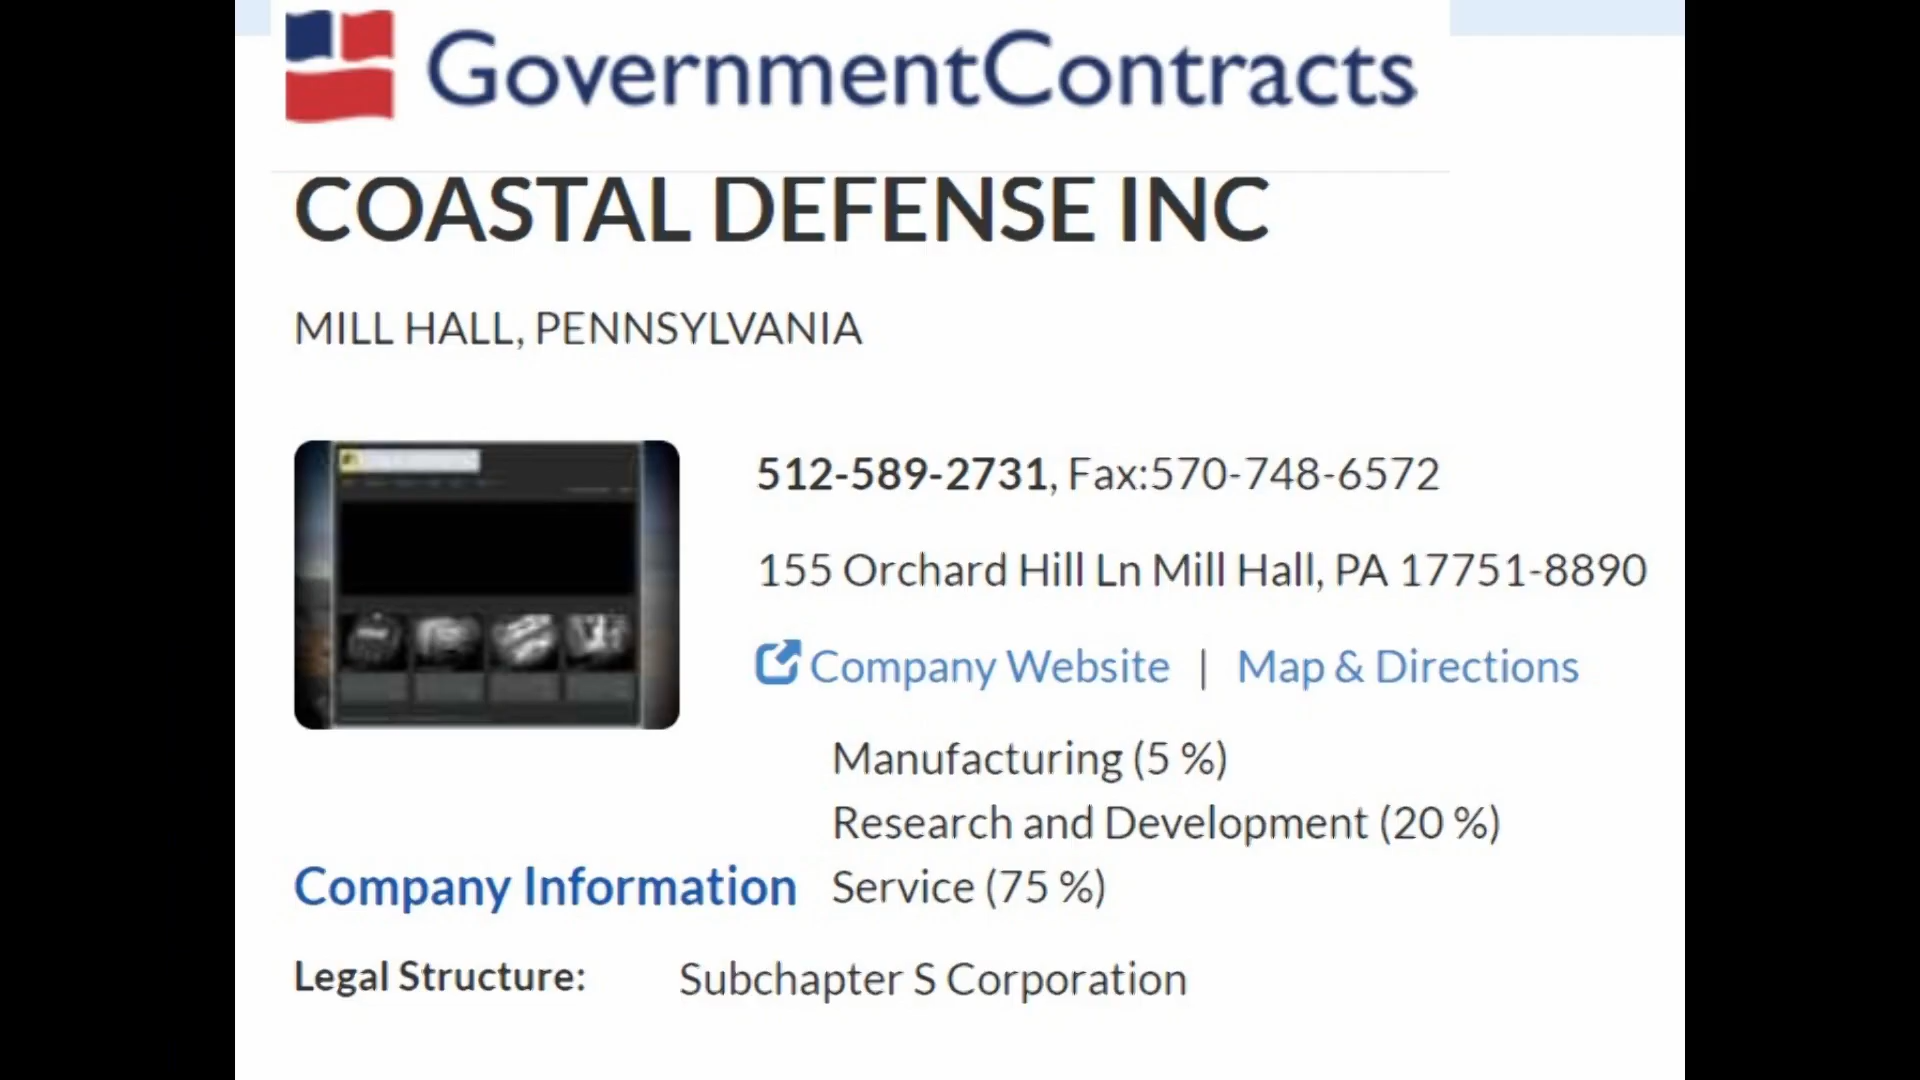 GovernmentContracts
COASTAL DEFENSE INC
MILL HALL, PENNSYLVANIA
512-589-2731, Fax:570-748-6572
155 Orchard Hill Ln Mill Hall, PA 17751-8890
Company Website | Map & Directions
Manufacturing (5 %)
Research and Development (20 %)
Company Information Service (75 %)
Legal Structure: Subchapter S Corporation